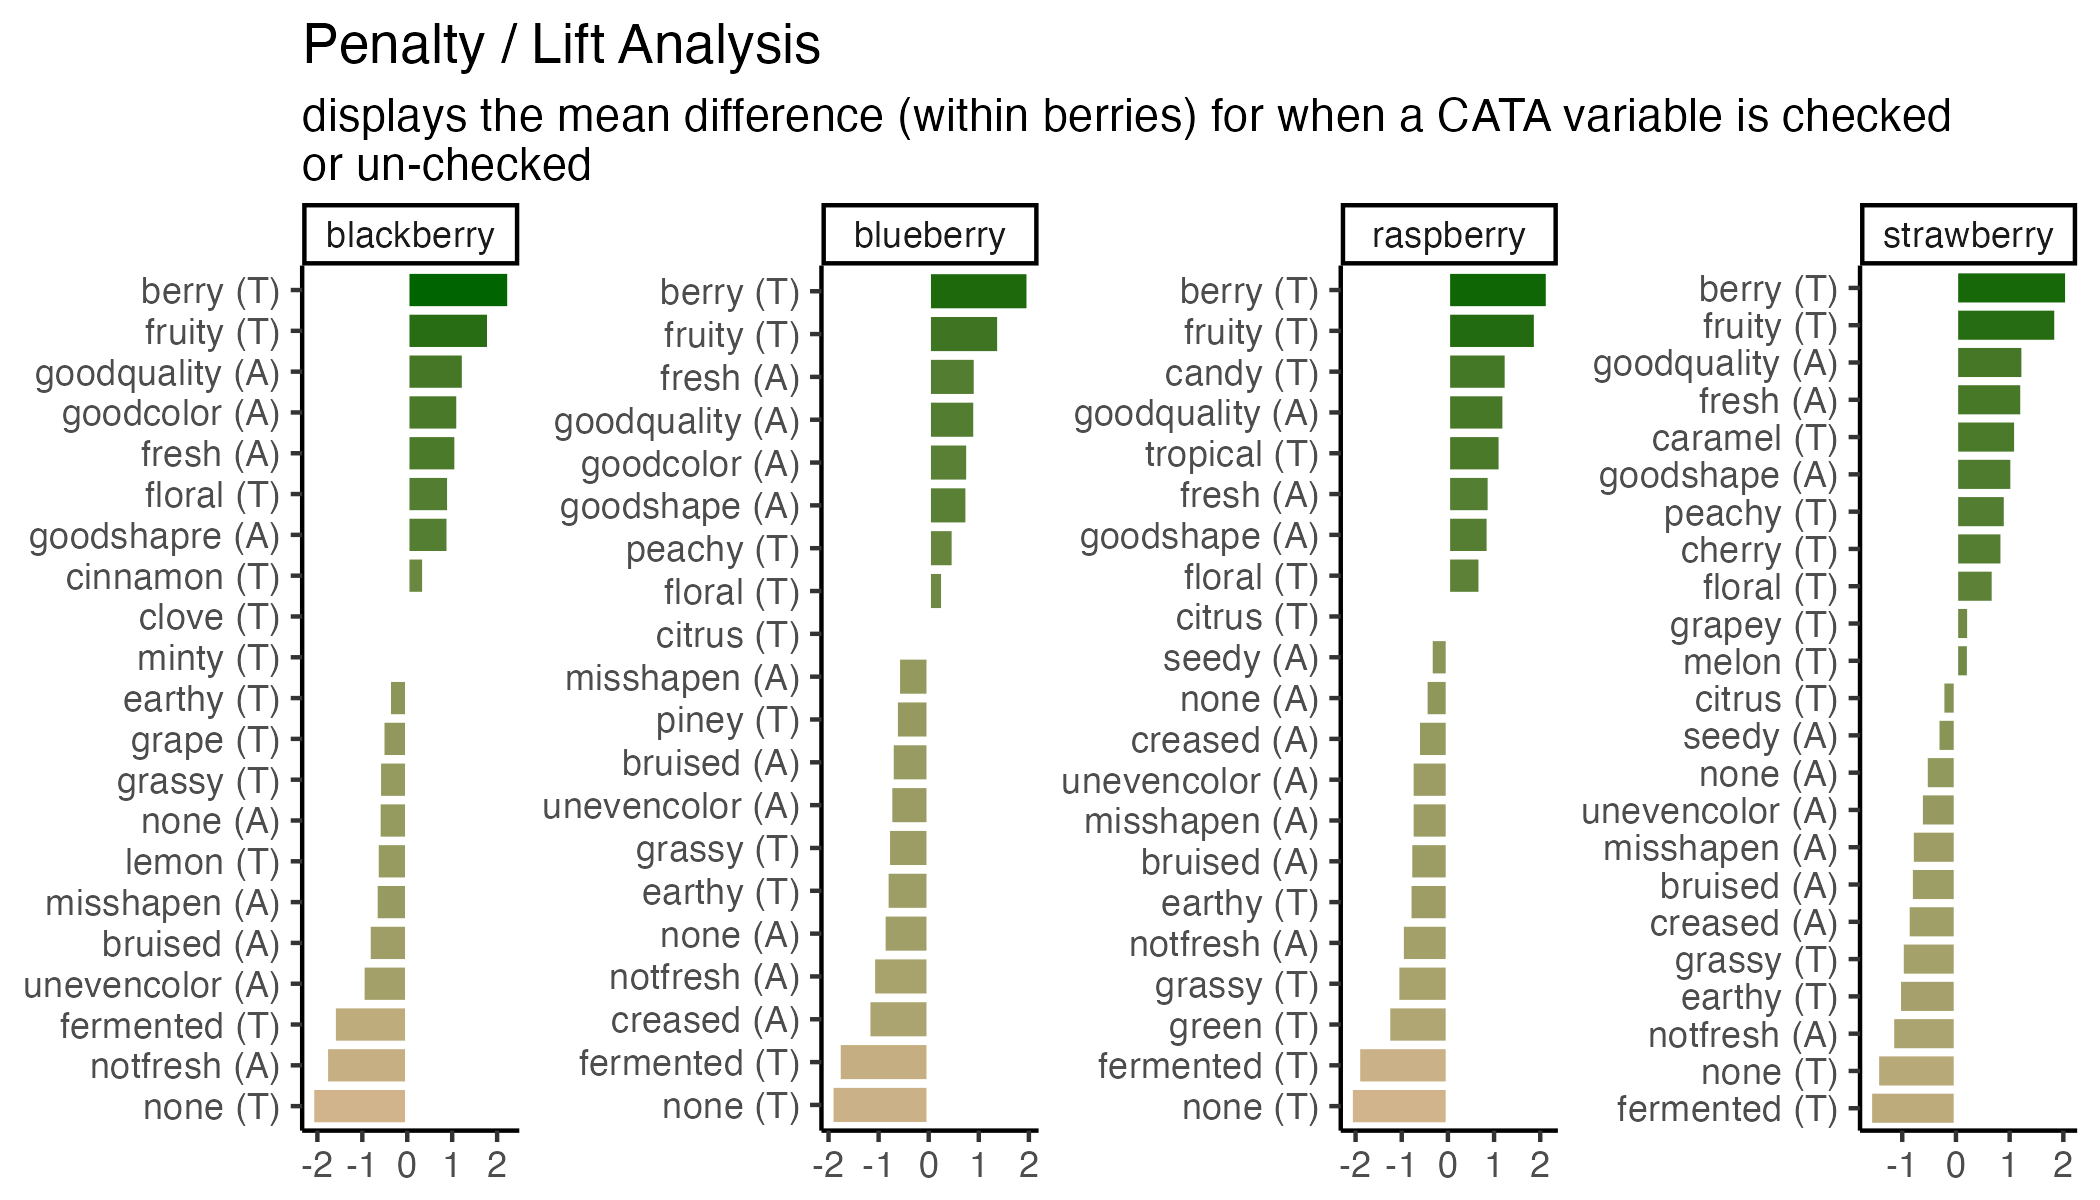 Penalty / Lift Analysis
displays the mean difference (within berries) for when a CATA variable is checked
or un-checked
blackberry
berry (T)
fruity (T)
goodquality (A)
goodcolor (A)
fresh (A)
floral (T)
goodshapre (A)
cinnamon (T)
clove (T)
minty (T)
earthy (T)
grape (T)
grassy (T)
none (A)
lemon (T)
misshapen (A)
bruised (A)
unevencolor (A)
fermented (T)
notfresh (A)
none (T)
-2 -1 0 1 2
blueberry
berry (T)
fruity (T)
fresh (A)
goodquality (A)
goodcolor (A)
goodshape (A)
peachy (T)
floral (T)
citrus (T)
misshapen (A)
piney (T)
bruised (A)
unevencolor (A)
grassy (T)
earthy (T)
none (A)
notfresh (A)
creased (A)
fermented (T)
none (T)
-2 -1 0 1 2
raspberry
berry (T)
fruity (T)
candy (T)
goodquality (A)
tropical (T)
fresh (A)
goodshape (A)
floral (T)
citrus (T)
seedy (A)
none (A)
creased (A)
unevencolor (A)
misshapen (A)
bruised (A)
earthy (T)
notfresh (A)
grassy (T)
green (T)
fermented (T)
none (T)
-2 -1 0 1 2
strawberry
berry (T)
fruity (T)
goodquality (A)
fresh (A)
caramel (T)
goodshape (A)
peachy (T)
cherry (T)
floral (T)
grapey (T)
melon (T)
citrus (T)
seedy (A)
none (A)
unevencolor (A)
misshapen (A)
bruised (A)
creased (A)
grassy (T)
earthy (T)
notfresh (A)
none (T)
fermented (T)
-1 0 1 2